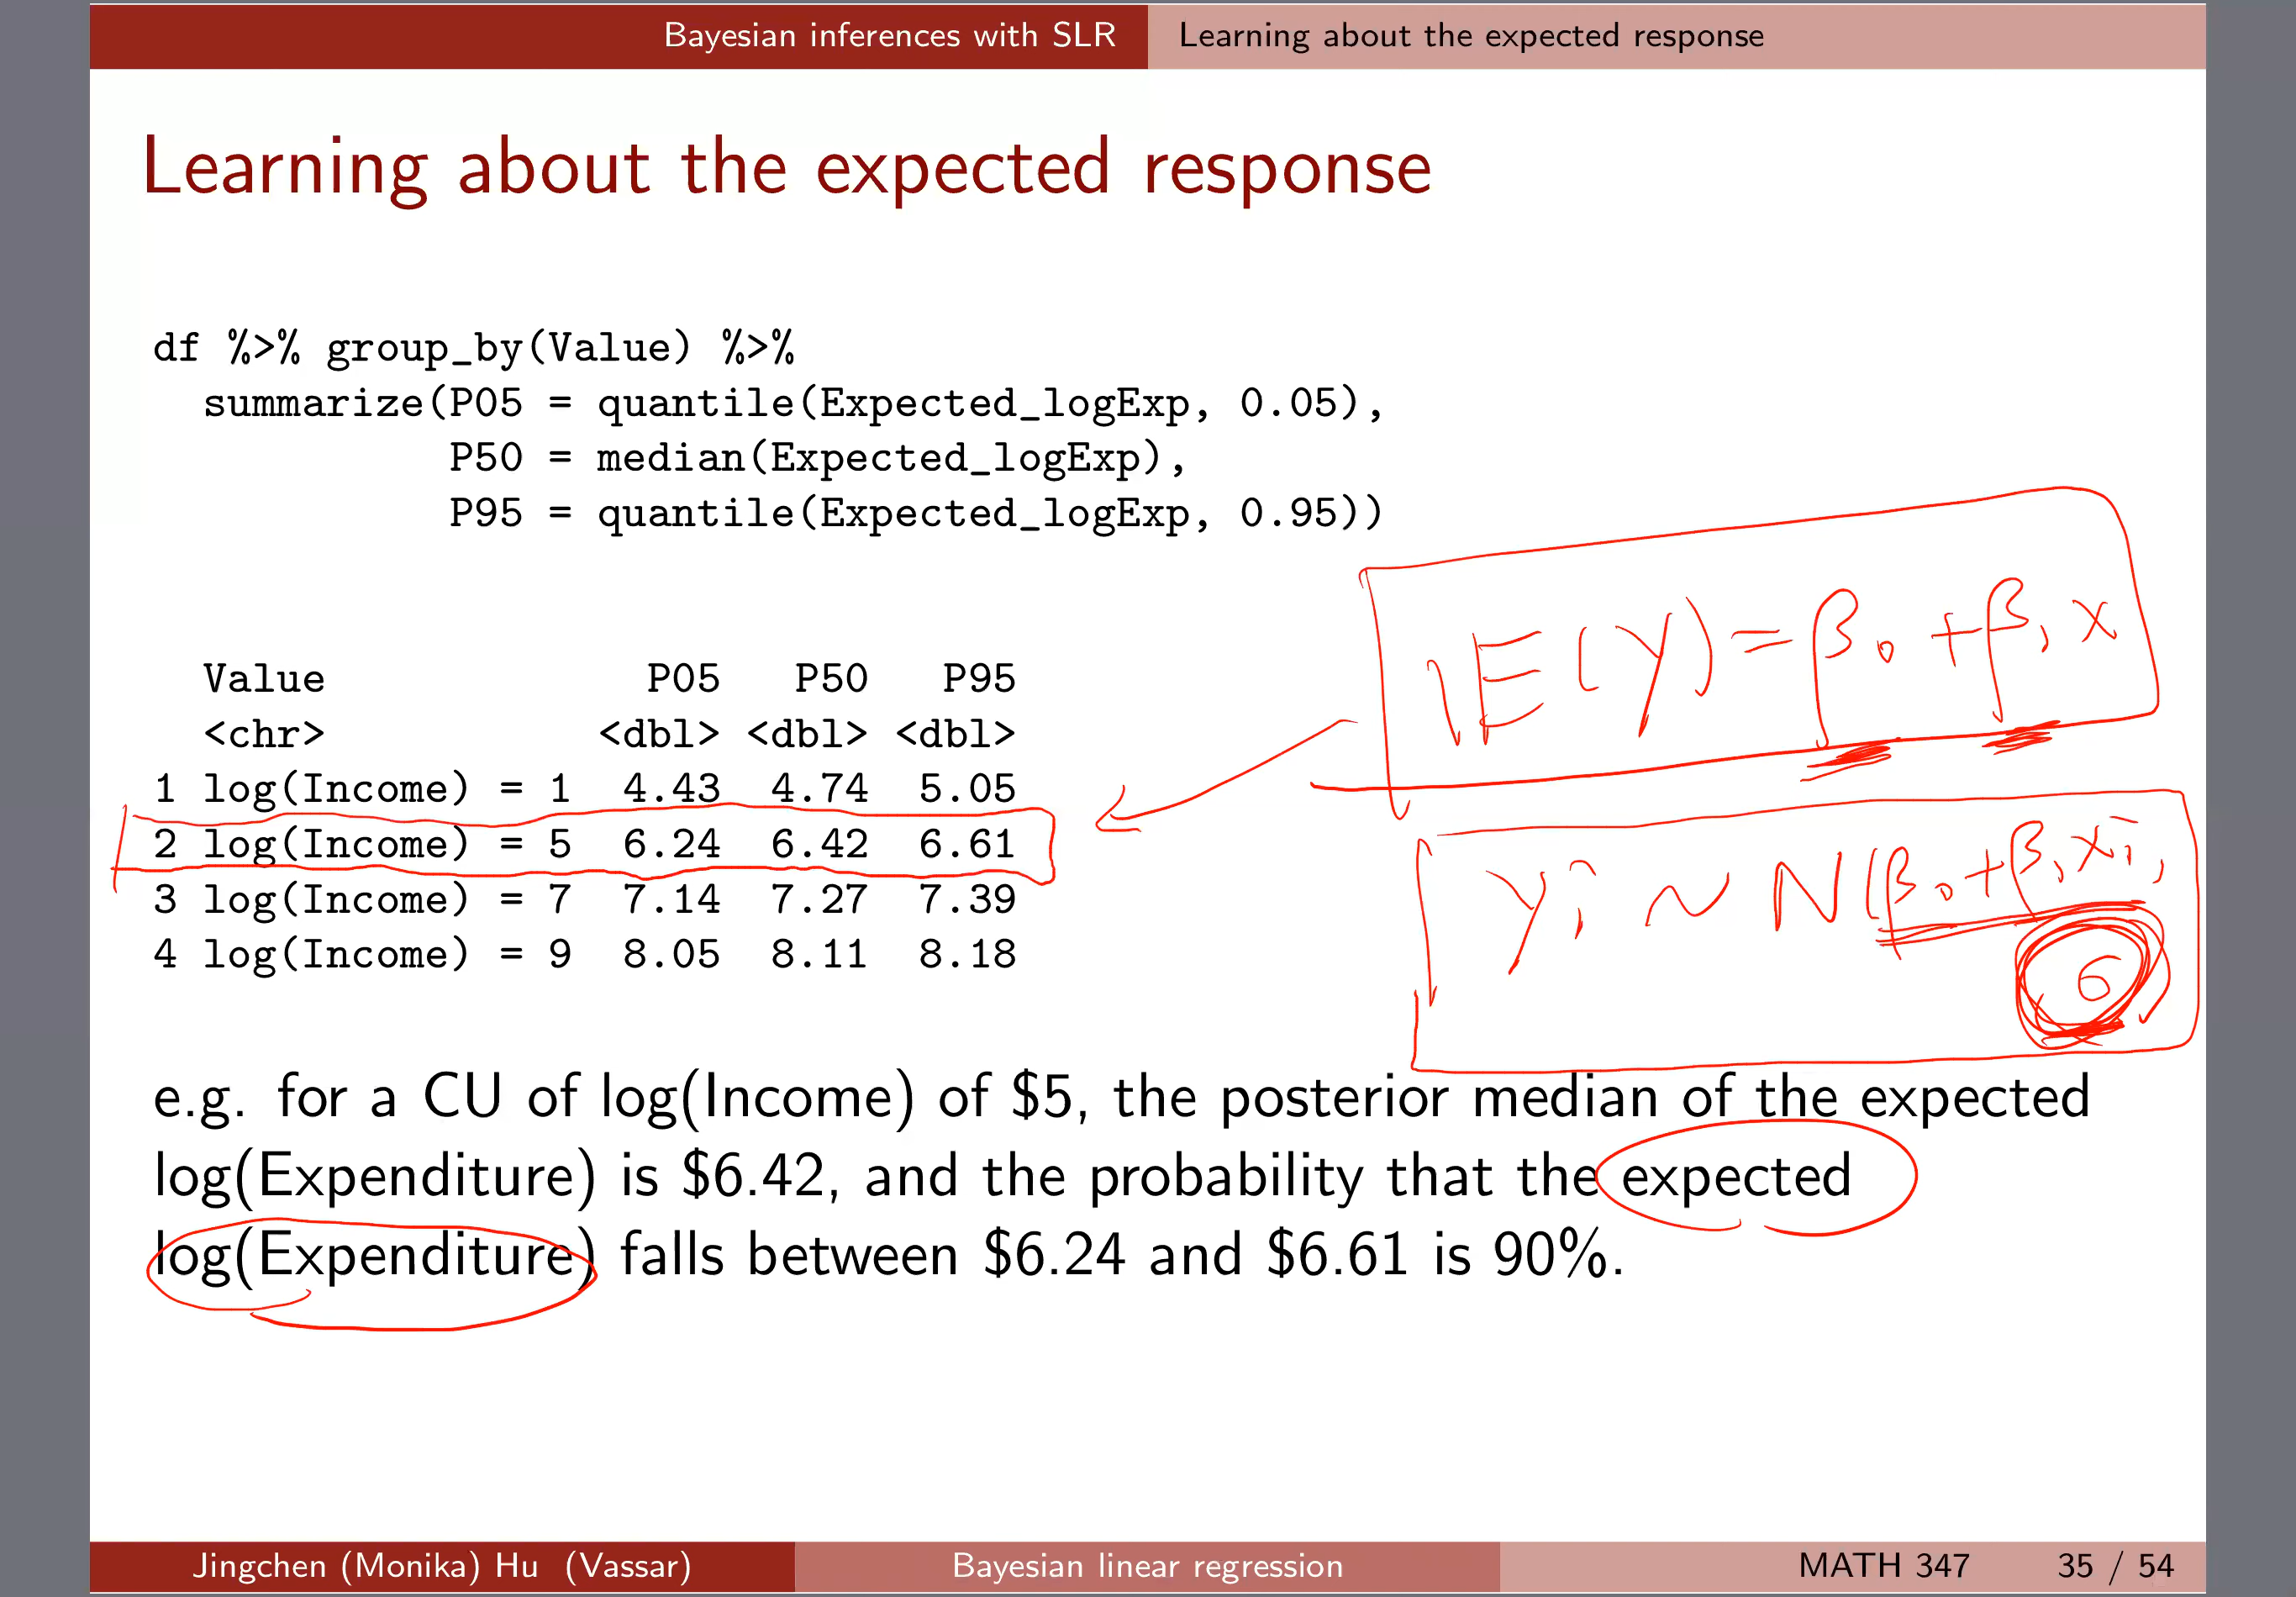 Bayesian inferences with SLR Learning about the expected response
Learning about the expected response
df %>% group_by(Value) %>%
summarize(P05 = quantile(Expected_logExp, 0.05),
P50 = median(Expected_logExp),
P95 = quantile(Expected_logExp, 0.95))
E(Y) = β₀ + β₁ x
Value P05 P50 P95
<chr> <dbl> <dbl> <dbl>
1 log(Income) = 1 4.43 4.74 5.05
2 log(Income) = 5 6.24 6.42 6.61
3 log(Income) = 7 7.14 7.27 7.39
4 log(Income) = 9 8.05 8.11 8.18
Yi ~ N(β₀ + β₁ xi,
σ)
e.g. for a CU of log(Income) of $5, the posterior median of the expected
log(Expenditure) is $6.42, and the probability that the expected
log(Expenditure) falls between $6.24 and $6.61 is 90%.
Jingchen (Monika) Hu (Vassar) Bayesian linear regression MATH 347 35 / 54